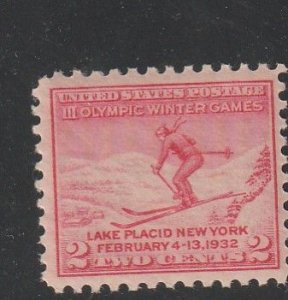 UNITED STATES POSTAGE
III OLYMPIC WINTER GAMES
LAKE PLACID NEW YORK
FEBRUARY 4-13, 1932
2 TWO CENTS 2